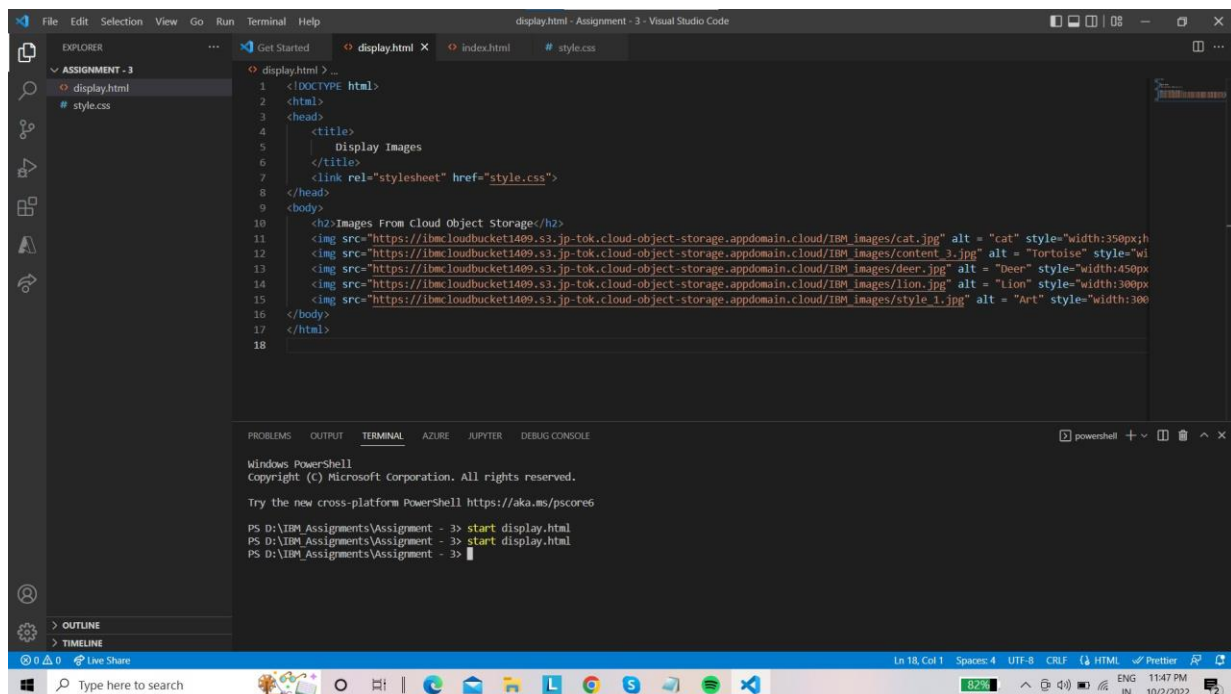 File Edit Selection View Go Run Terminal Help display.html - Assignment - 3 - Visual Studio Code
EXPLORER ...
ASSIGNMENT - 3
display.html
style.css
OUTLINE
TIMELINE
Get Started display.html index.html style.css
display.html > ...
1 <!DOCTYPE html>
2 <html>
3 <head>
4 <title>
5 Display Images
6 </title>
7 <link rel="stylesheet" href="style.css">
8 </head>
9 <body>
10 <h2>Images From Cloud Object Storage</h2>
11 <img src="https://ibmcloudbucket1409.s3.jp-tok.cloud-object-storage.appdomain.cloud/IBM_images/cat.jpg" alt = "cat" style="width:350px;h
12 <img src="https://ibmcloudbucket1409.s3.jp-tok.cloud-object-storage.appdomain.cloud/IBM_images/content_3.jpg" alt = "Tortoise" style="wi
13 <img src="https://ibmcloudbucket1409.s3.jp-tok.cloud-object-storage.appdomain.cloud/IBM_images/deer.jpg" alt = "Deer" style="width:450px
14 <img src="https://ibmcloudbucket1409.s3.jp-tok.cloud-object-storage.appdomain.cloud/IBM_images/lion.jpg" alt = "Lion" style="width:300px
15 <img src="https://ibmcloudbucket1409.s3.jp-tok.cloud-object-storage.appdomain.cloud/IBM_images/style_1.jpg" alt = "Art" style="width:300
16 </body>
17 </html>
18
PROBLEMS OUTPUT TERMINAL AZURE JUPYTER DEBUG CONSOLE powershell
Windows PowerShell
Copyright (C) Microsoft Corporation. All rights reserved.
Try the new cross-platform PowerShell https://aka.ms/pscore6
PS D:\IBM_Assignments\Assignment - 3> start display.html
PS D:\IBM_Assignments\Assignment - 3> start display.html
PS D:\IBM_Assignments\Assignment - 3>
0 0 Live Share Ln 18, Col 1 Spaces: 4 UTF-8 CRLF HTML Prettier
Type here to search 82% ENG 11:47 PM
IN 10/2/2022